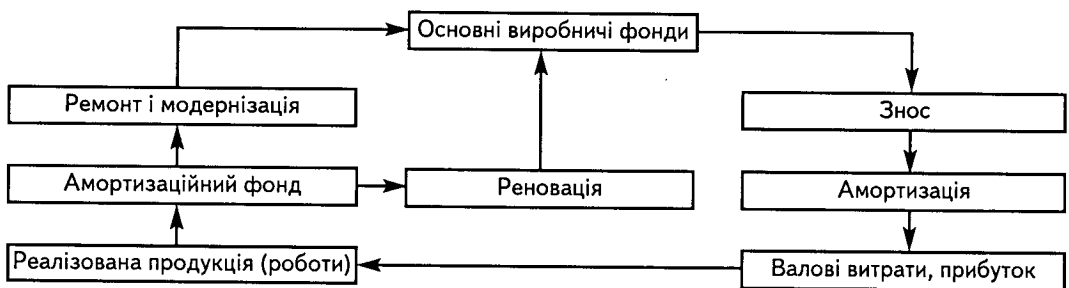 Основні виробничі фонди
Ремонт і модернізація
Знос
Амортизаційний фонд
Реновація
Амортизація
Реалізована продукція (роботи)
Валові витрати, прибуток